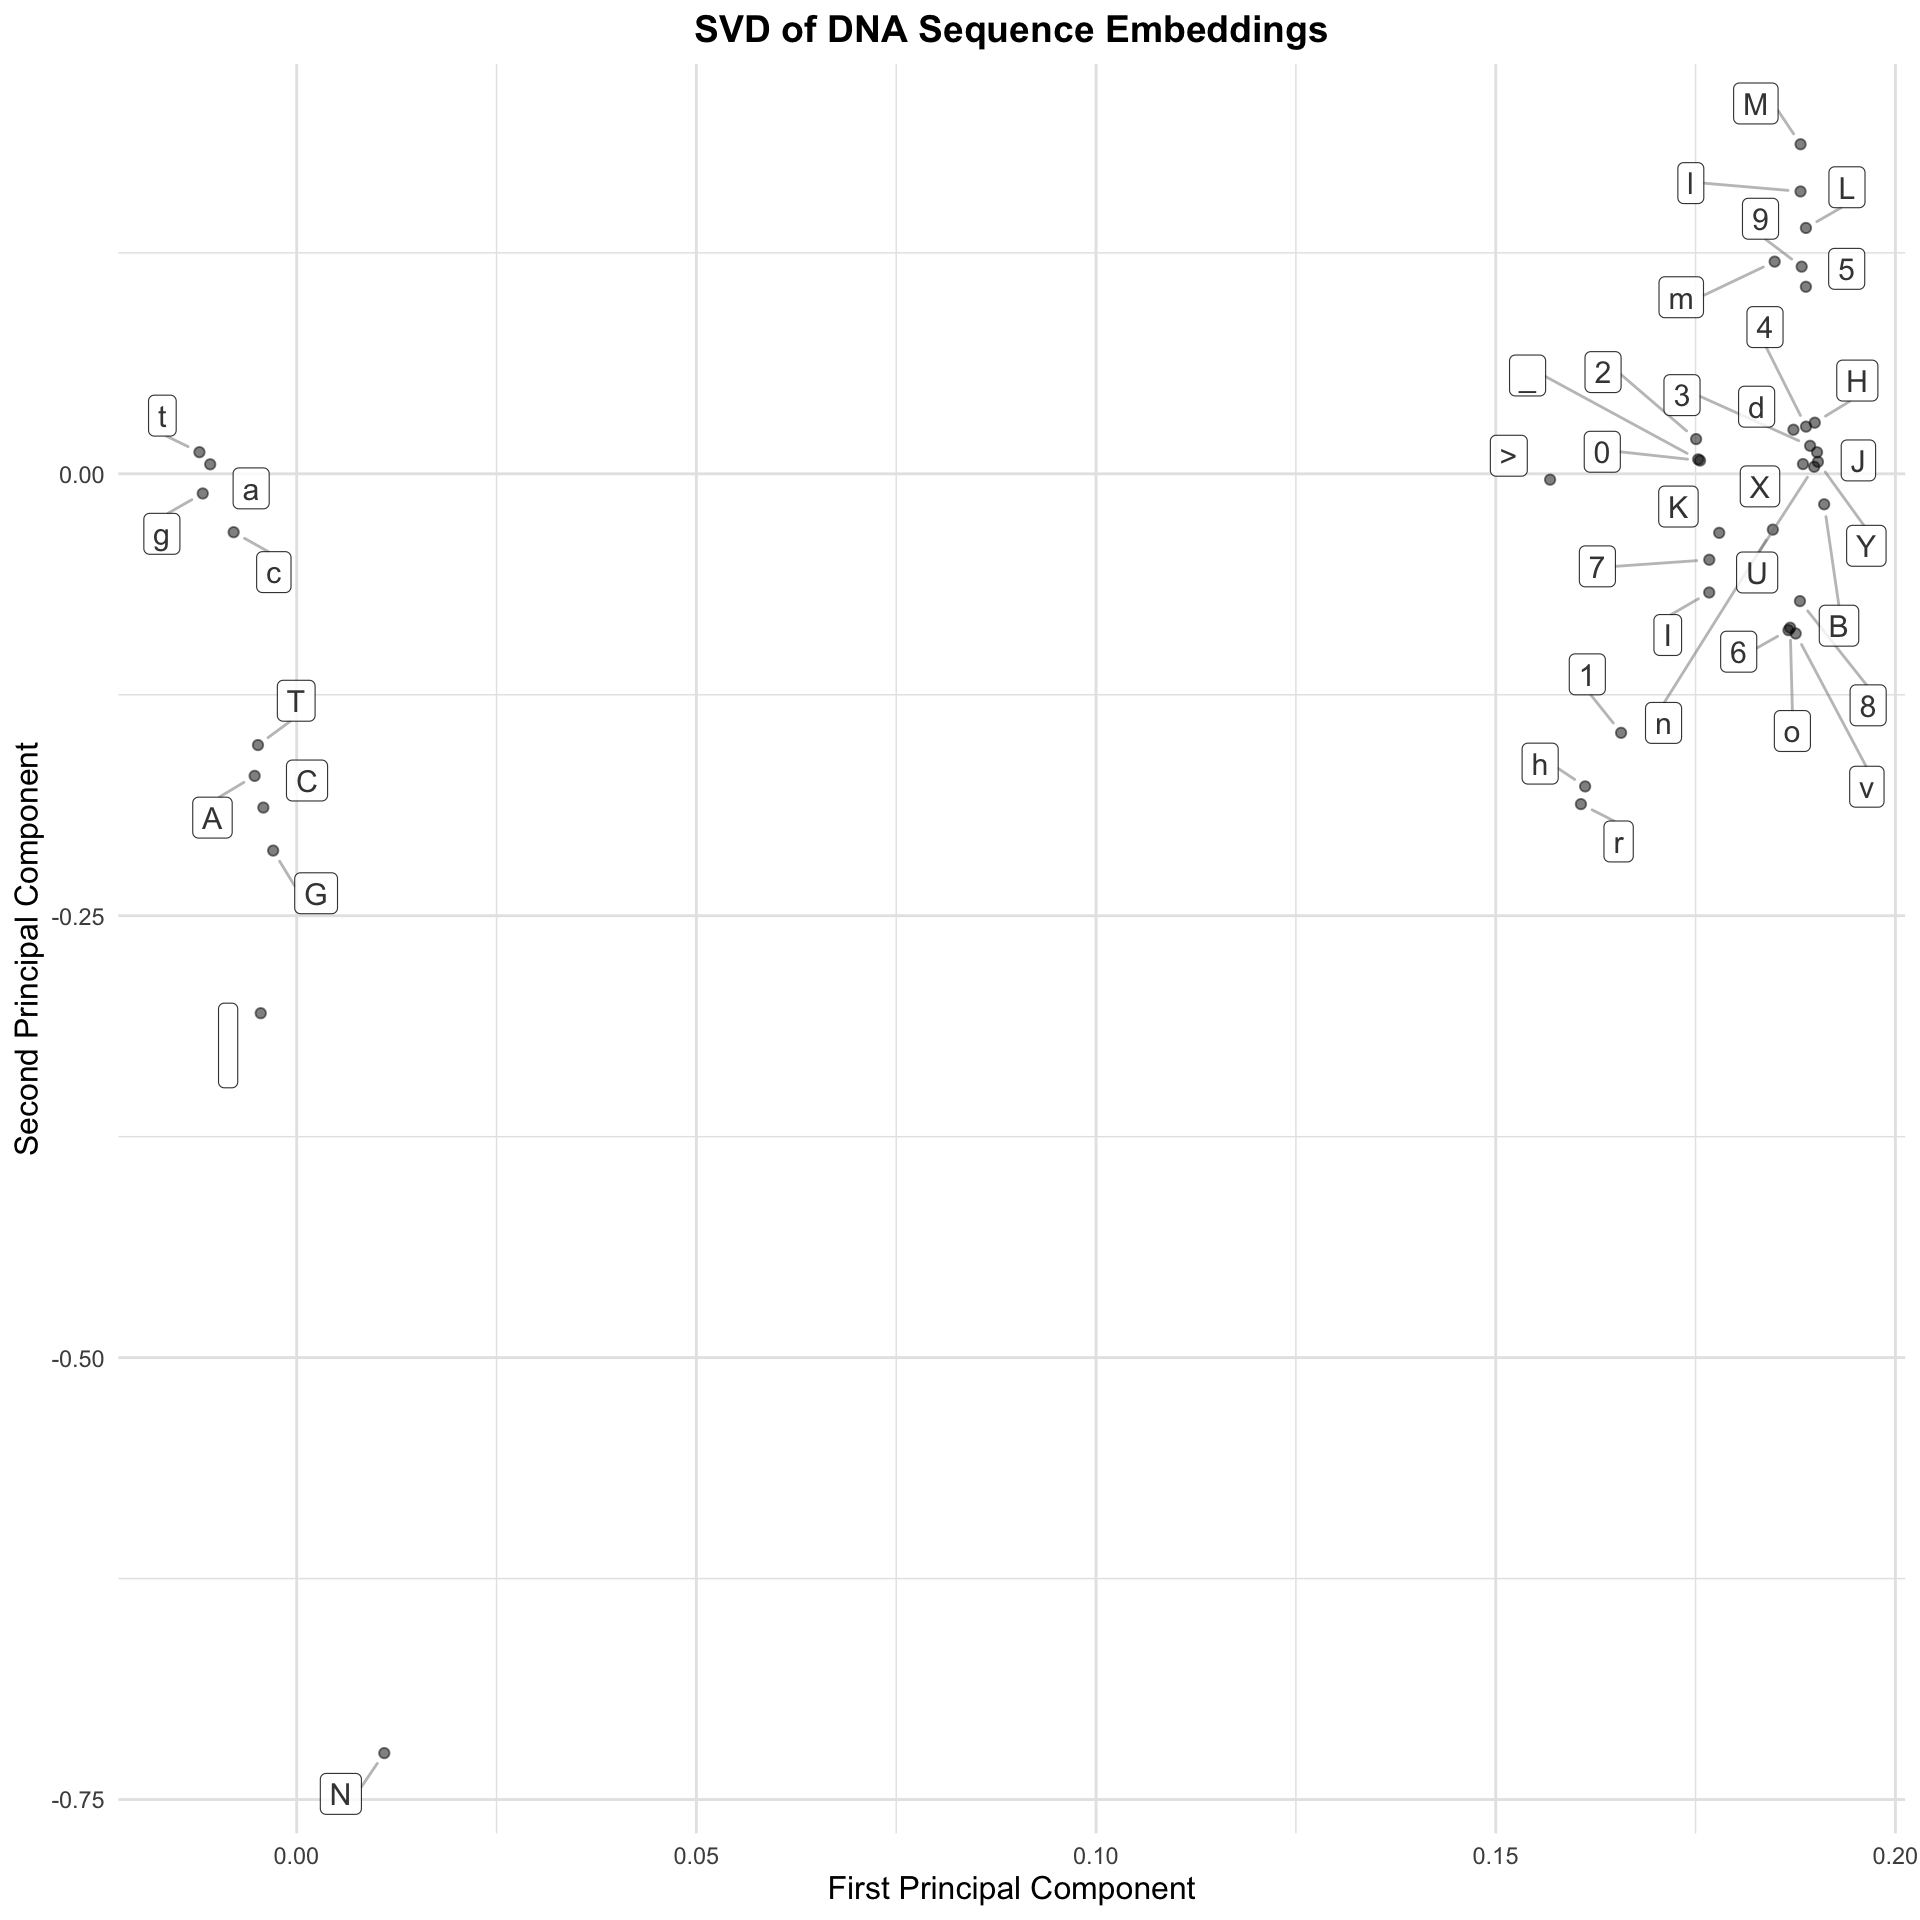 SVD of DNA Sequence Embeddings
M
l
L
9
5
m
4
_
2
3
d
H
>
0
J
X
K
Y
7
U
I
B
6
1
n
o
8
h
v
r
t
a
g
c
T
C
A
G
N
0.00
-0.25
-0.50
-0.75
Second Principal Component
0.00
0.05
0.10
0.15
0.20
First Principal Component